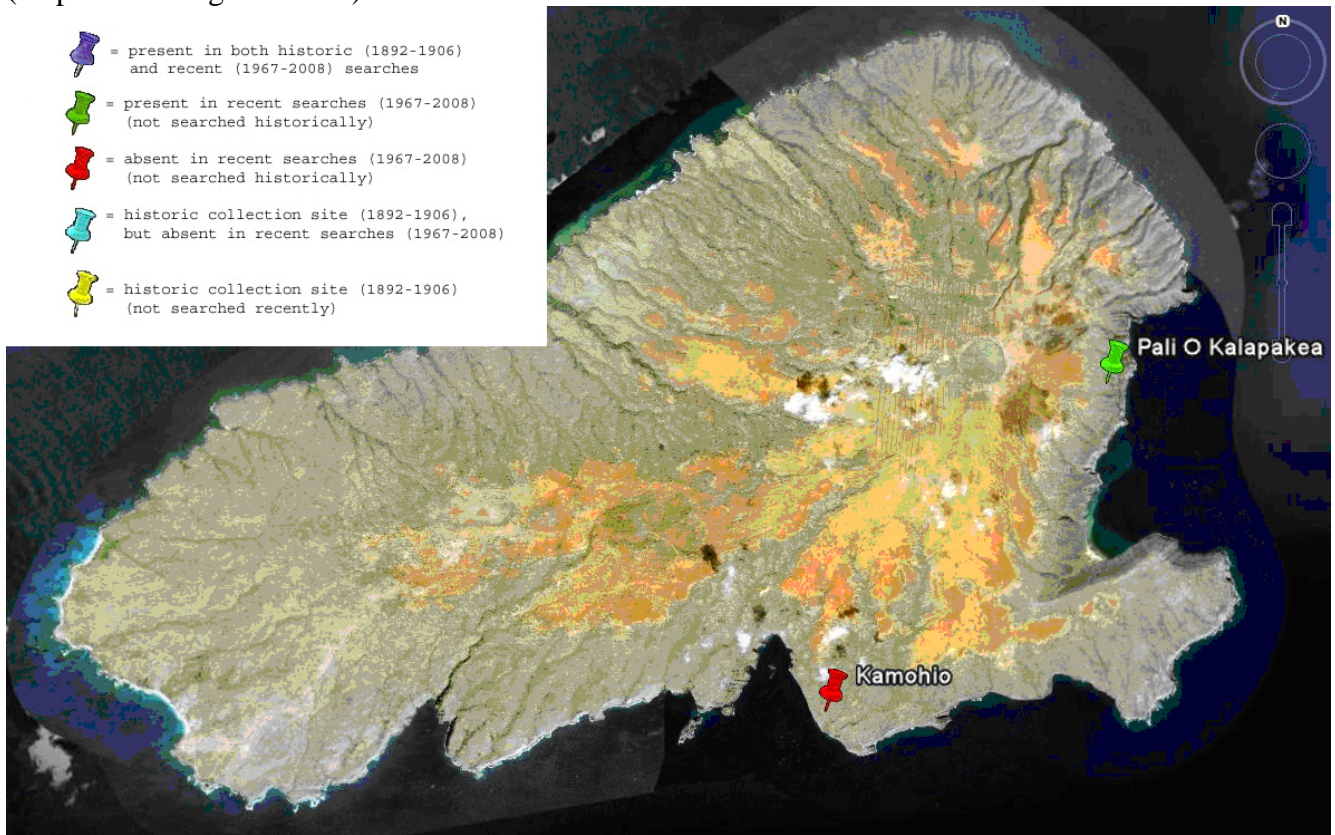 = present in both historic (1892-1906)
and recent (1967-2008) searches
= present in recent searches (1967-2008)
(not searched historically)
= absent in recent searches (1967-2008)
(not searched historically)
= historic collection site (1892-1906),
but absent in recent searches (1967-2008)
= historic collection site (1892-1906)
(not searched recently)
N
Pali O Kalapakea
Kamohio